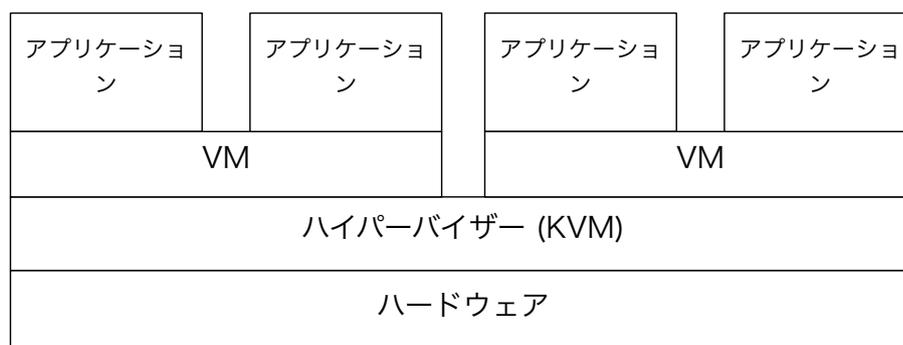 アプリケーショ
ン
アプリケーショ
ン
アプリケーショ
ン
アプリケーション
ン
VM
VM
ハイパーバイザー (KVM)
ハードウェア